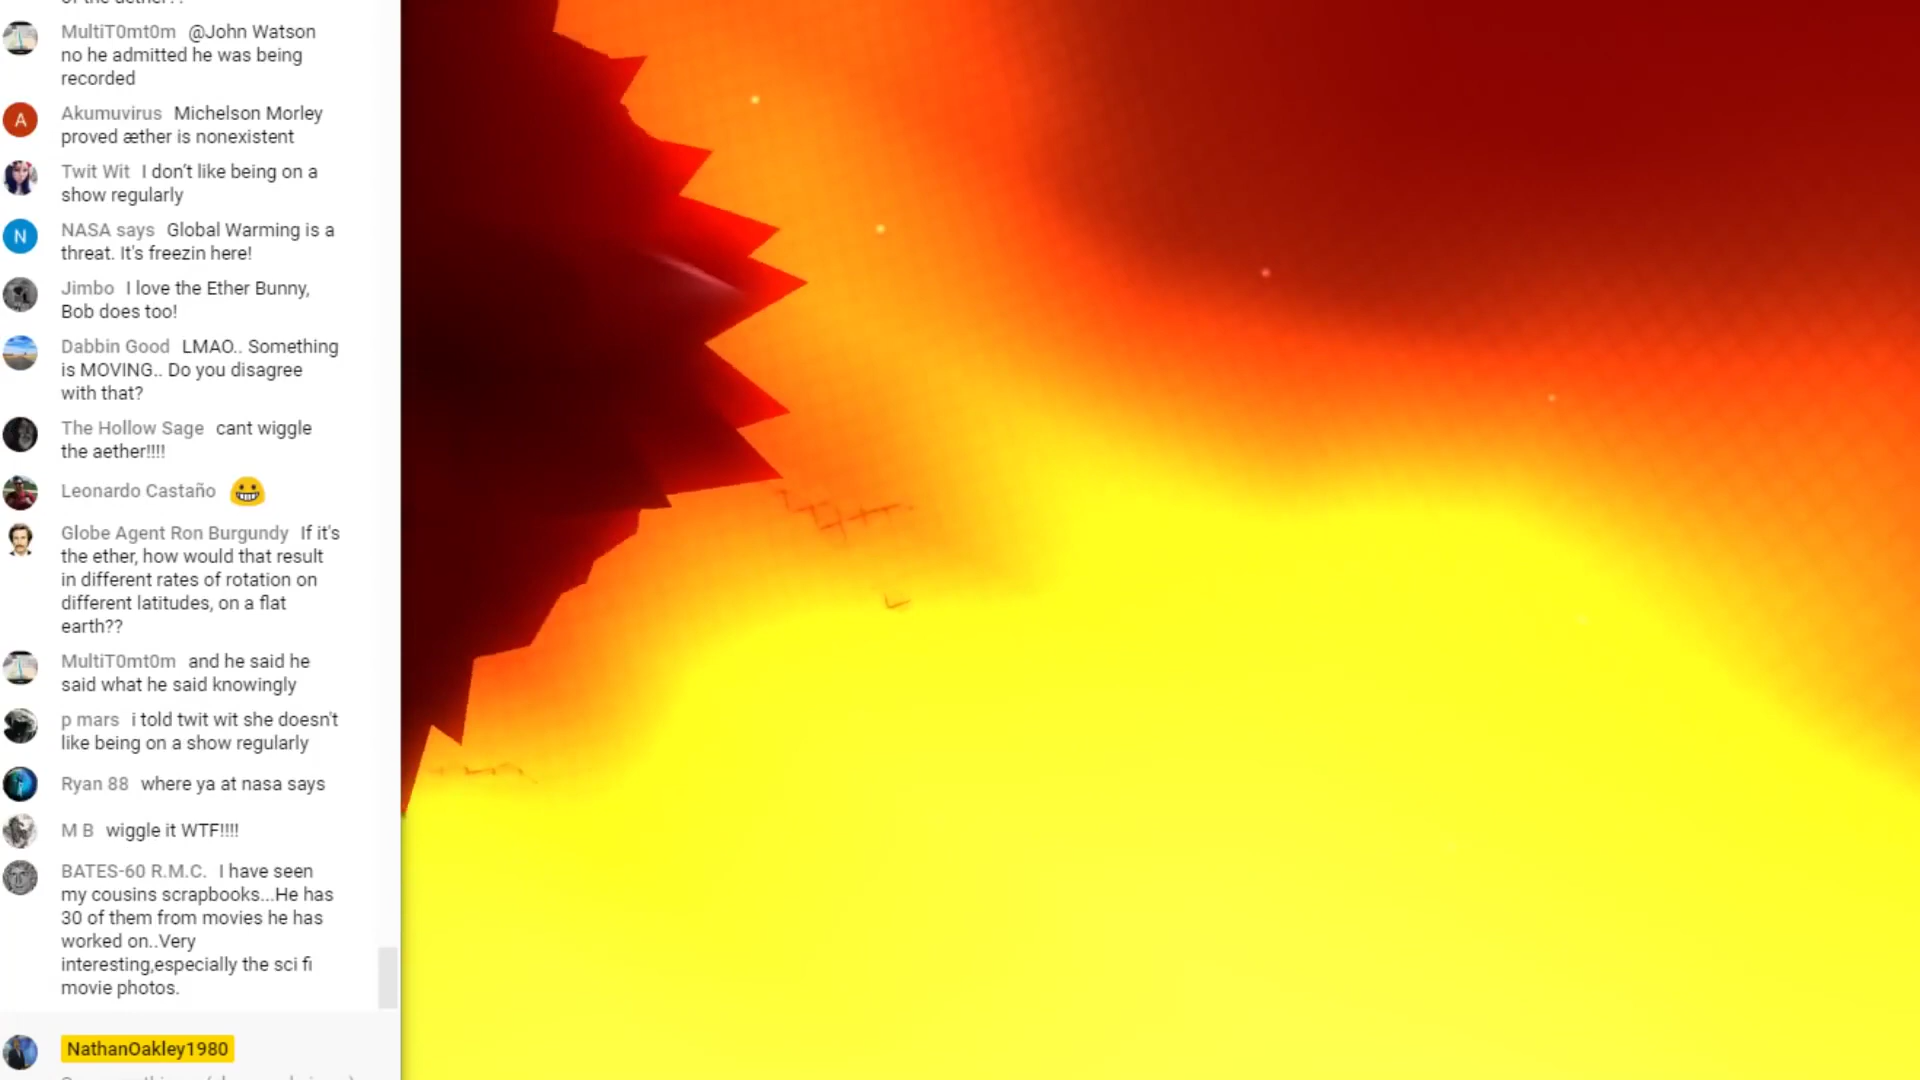 MultiT0mt0m @John Watson
no he admitted he was being
recorded
A
Akumuvirus Michelson Morley
proved æther is nonexistent
Twit Wit I don't like being on a
show regularly
N
NASA says Global Warming is a
threat. It's freezin here!
Jimbo I love the Ether Bunny,
Bob does too!
Dabbin Good LMAO.. Something
is MOVING.. Do you disagree
with that?
The Hollow Sage cant wiggle
the aether!!!!
Leonardo Castaño 😁
Globe Agent Ron Burgundy If it's
the ether, how would that result
in different rates of rotation on
different latitudes, on a flat
earth??
MultiT0mt0m and he said he
said what he said knowingly
p mars i told twit wit she doesn't
like being on a show regularly
Ryan 88 where ya at nasa says
M B wiggle it WTF!!!!
BATES-60 R.M.C. I have seen
my cousins scrapbooks...He has
30 of them from movies he has
worked on..Very
interesting,especially the sci fi
movie photos.
NathanOakley1980